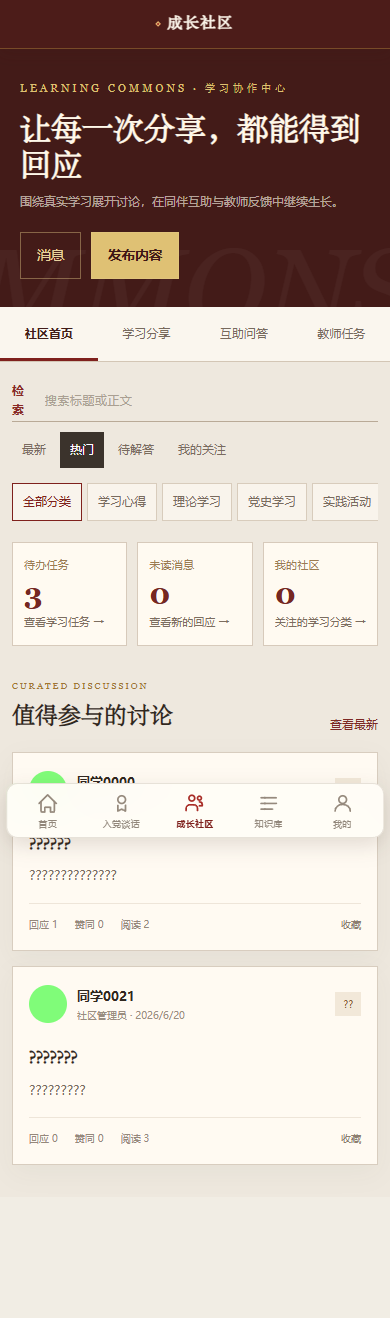 成长社区
LEARNING COMMONS · 学习协作中心
让每一次分享，都能得到
回应
围绕真实学习展开讨论，在同伴互助与教师反馈中继续生长。
消息
发布内容
MMONS
社区首页
学习分享
互助问答
教师任务
检
索
搜索标题或正文
最新
热门
待解答
我的关注
全部分类
学习心得
理论学习
党史学习
实践活动
待办任务
3
查看学习任务 →
未读消息
0
查看新的回应 →
我的社区
0
关注的学习分类 →
CURATED DISCUSSION
值得参与的讨论
查看最新
同学0000
首页
入党谈话
成长社区
知识库
我的
??????
??????????????
回应 1
赞同 0
阅读 2
收藏
同学0021
社区管理员 · 2026/6/20
??
???????
?????????
回应 0
赞同 0
阅读 3
收藏